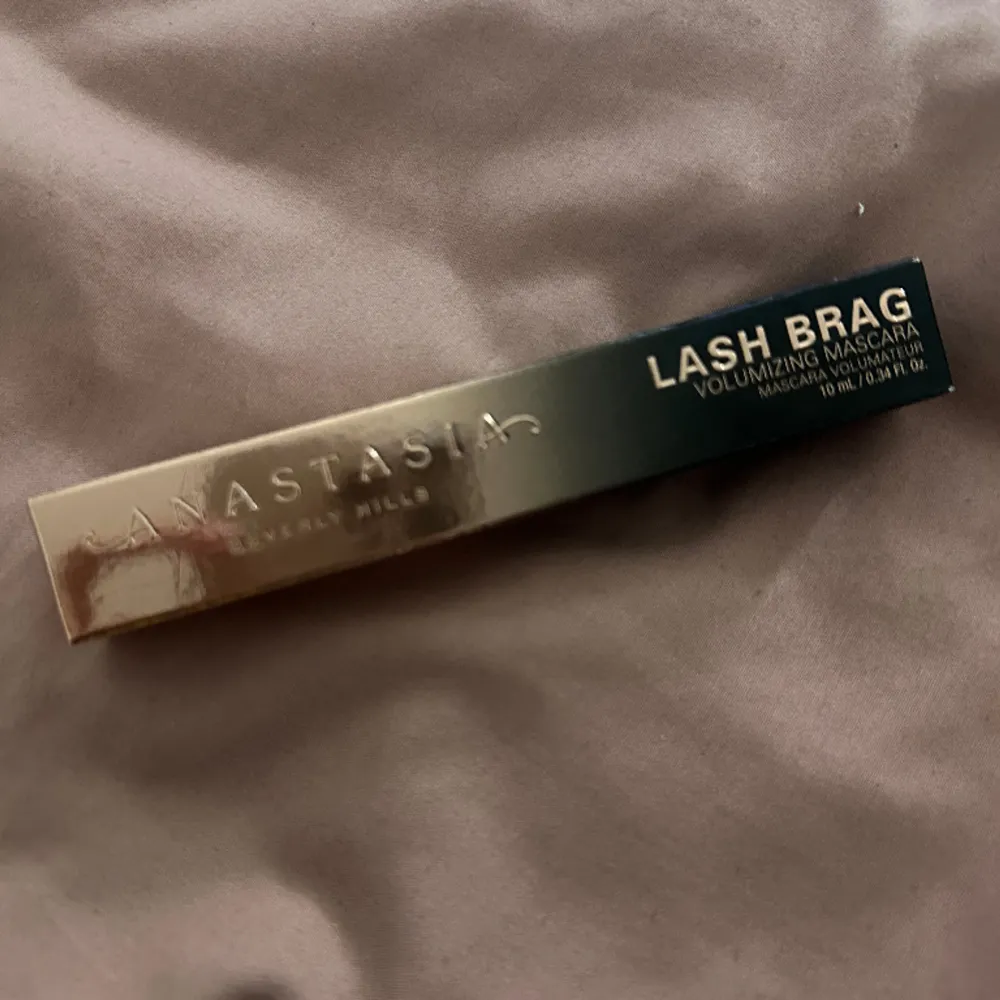 ANASTASIA
BEVERLY HILLS
LASH BRAG
VOLUMIZING MASCARA
MASCARA VOLUMATEUR
10 mL / 0.34 Fl. Oz.